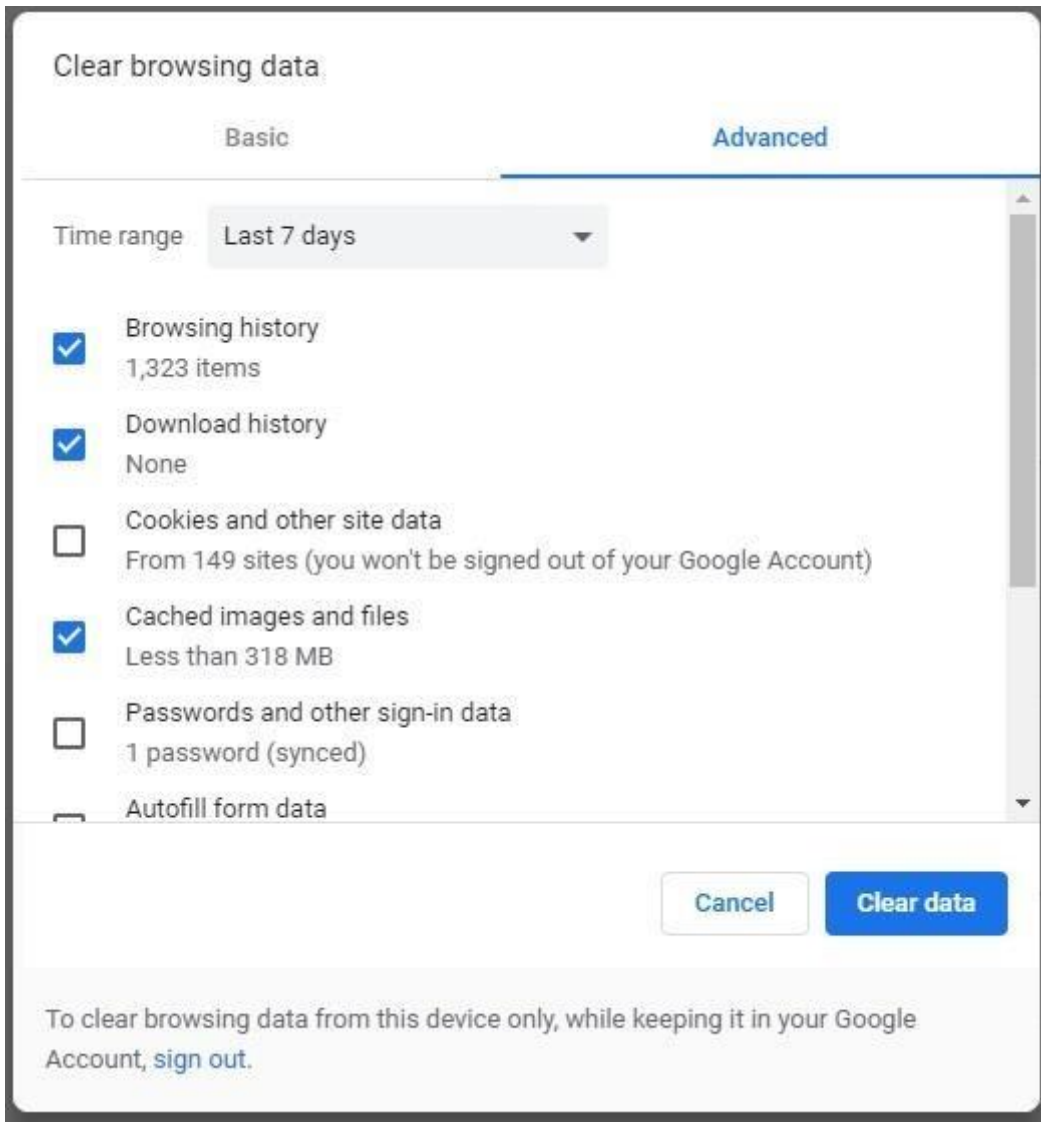 Clear browsing data
Basic
Advanced
Time range
Last 7 days
Browsing history
1,323 items
Download history
None
Cookies and other site data
From 149 sites (you won't be signed out of your Google Account)
Cached images and files
Less than 318 MB
Passwords and other sign-in data
1 password (synced)
Autofill form data
Cancel
Clear data
To clear browsing data from this device only, while keeping it in your Google
Account, sign out.